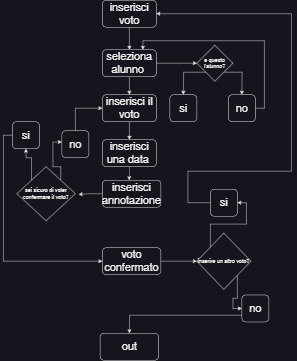 inserisci
voto
seleziona
alunno
e questo
l'alunno?
si
no
inserisci il
voto
si
no
inserisci
una data
sei sicuro di voler
confermare il voto?
inserisci
annotazione
si
voto
confermato
inserire un altro voto?
no
out